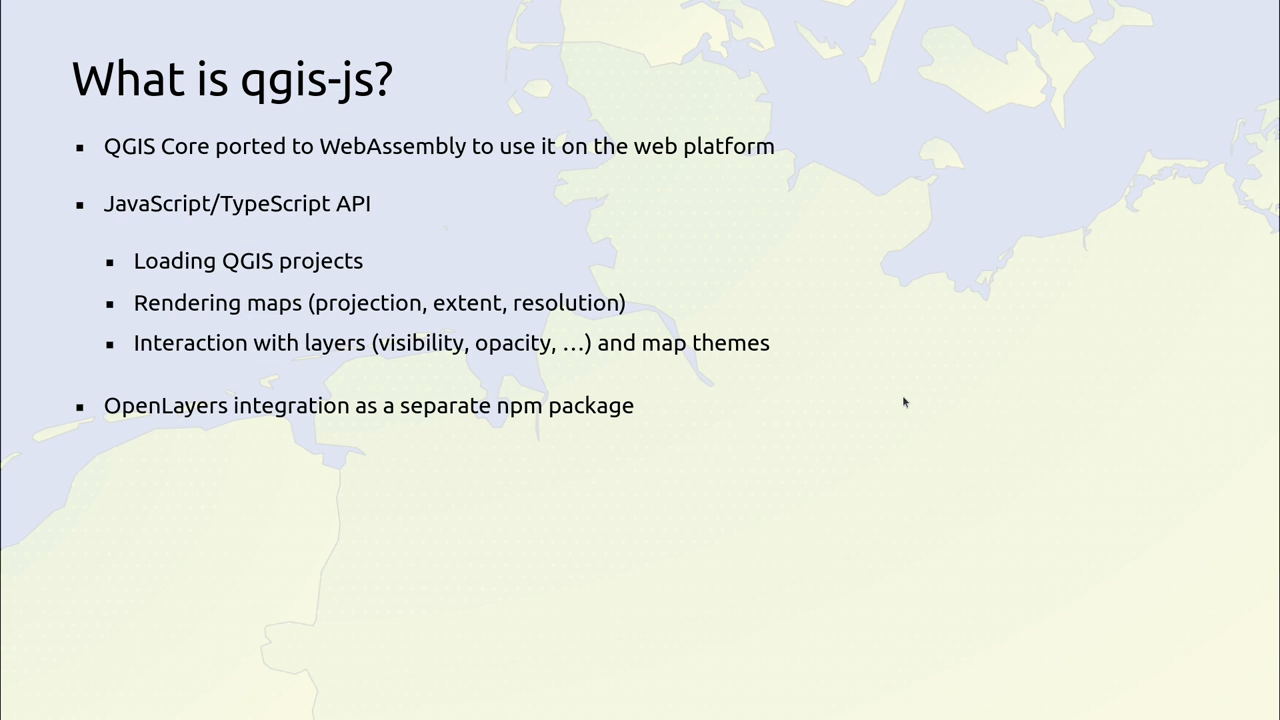 What is qgis-js?
▪ QGIS Core ported to WebAssembly to use it on the web platform
▪ JavaScript/TypeScript API
▪ Loading QGIS projects
▪ Rendering maps (projection, extent, resolution)
▪ Interaction with layers (visibility, opacity, …) and map themes
▪ OpenLayers integration as a separate npm package